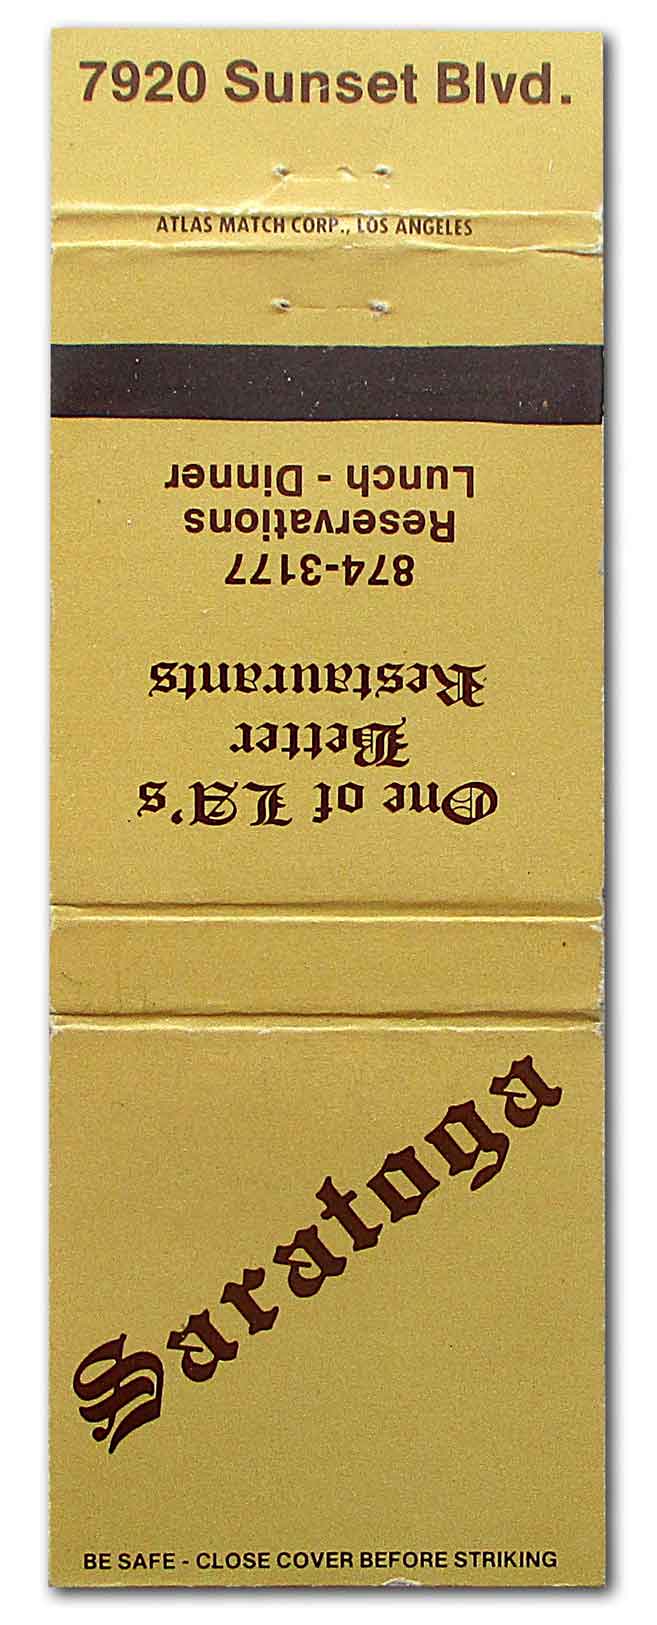 7920 Sunset Blvd.
ATLAS MATCH CORP., LOS ANGELES
One of LA's
Better
Restaurants
874-3177
Reservations
Lunch - Dinner
Saratoga
BE SAFE - CLOSE COVER BEFORE STRIKING